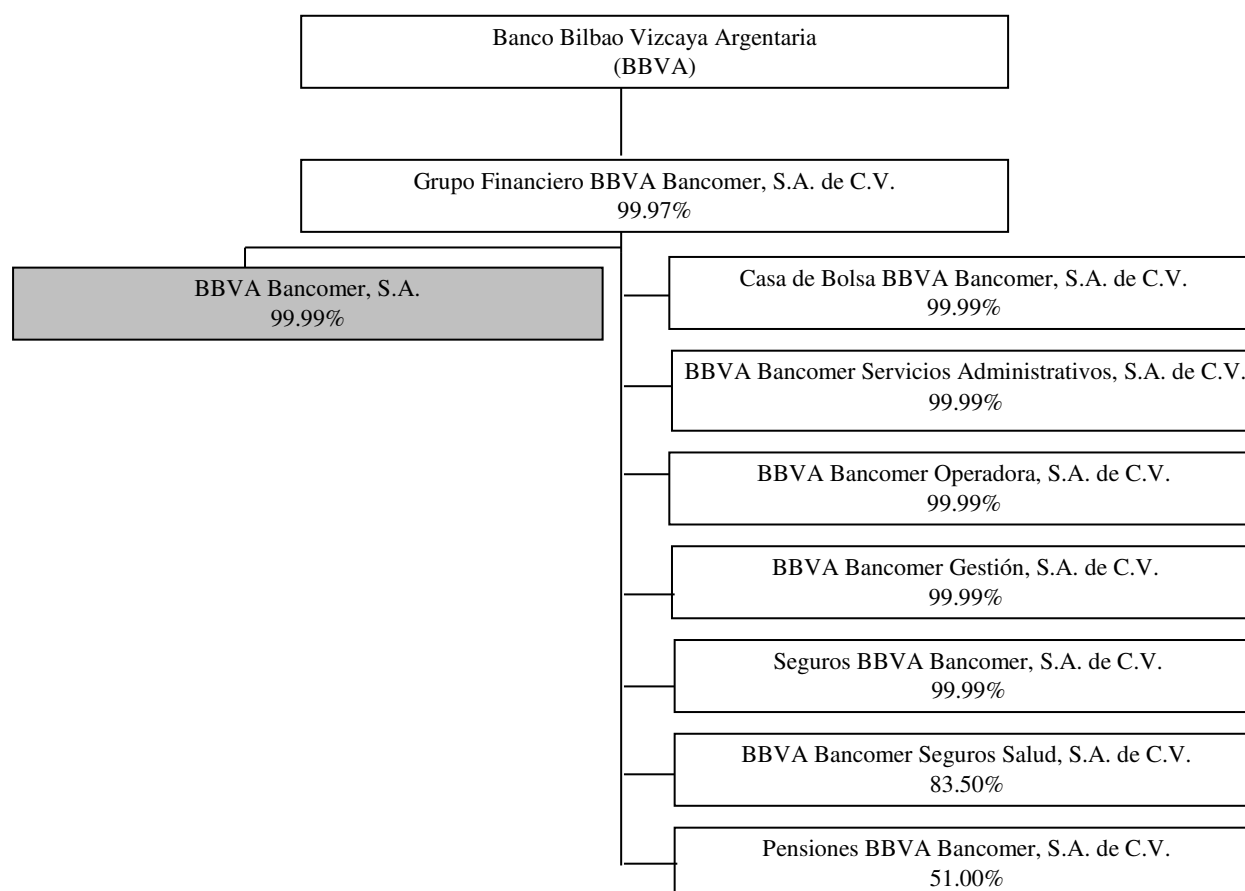 Banco Bilbao Vizcaya Argentaria
(BBVA)
Grupo Financiero BBVA Bancomer, S.A. de C.V.
99.97%
BBVA Bancomer, S.A.
99.99%
Casa de Bolsa BBVA Bancomer, S.A. de C.V.
99.99%
BBVA Bancomer Servicios Administrativos, S.A. de C.V.
99.99%
BBVA Bancomer Operadora, S.A. de C.V.
99.99%
BBVA Bancomer Gestión, S.A. de C.V.
99.99%
Seguros BBVA Bancomer, S.A. de C.V.
99.99%
BBVA Bancomer Seguros Salud, S.A. de C.V.
83.50%
Pensiones BBVA Bancomer, S.A. de C.V.
51.00%